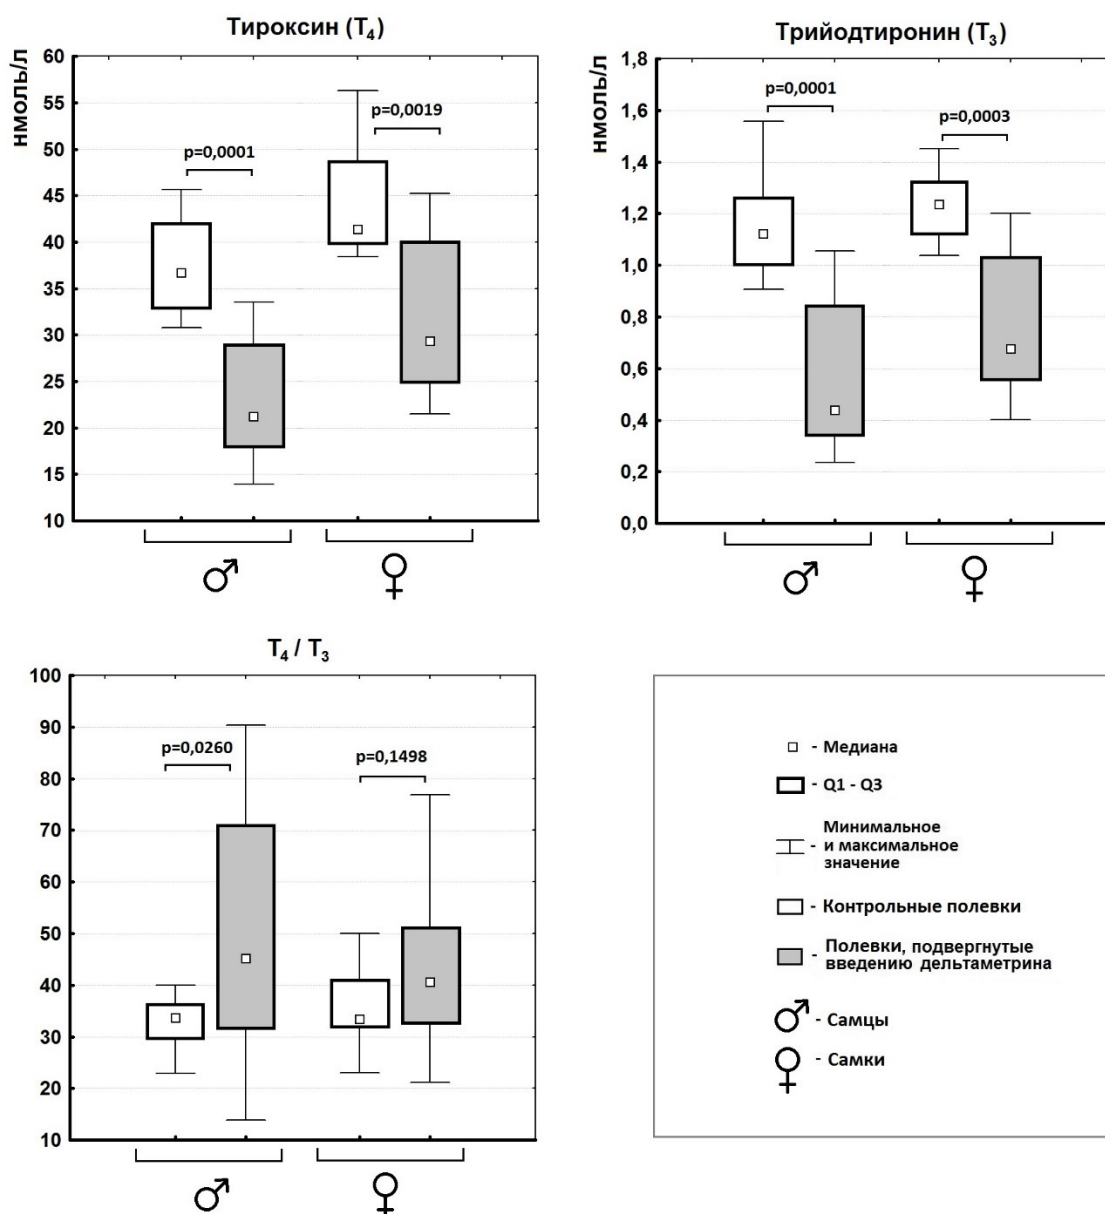 Тироксин (T4)
нмоль/л
60
55
50
45
40
35
30
25
20
15
10
p=0,0001
p=0,0019
♂
♀
Трийодтиронин (T3)
нмоль/л
1,8
1,6
1,4
1,2
1,0
0,8
0,6
0,4
0,2
0,0
p=0,0001
p=0,0003
♂
♀
T4 / T3
100
90
80
70
60
50
40
30
20
10
p=0,0260
p=0,1498
♂
♀
- Медиана
- Q1 - Q3
Минимальное
- и максимальное
значение
- Контрольные полевки
- Полевки, подвергнутые
введению дельтаметрина
♂ - Самцы
♀ - Самки